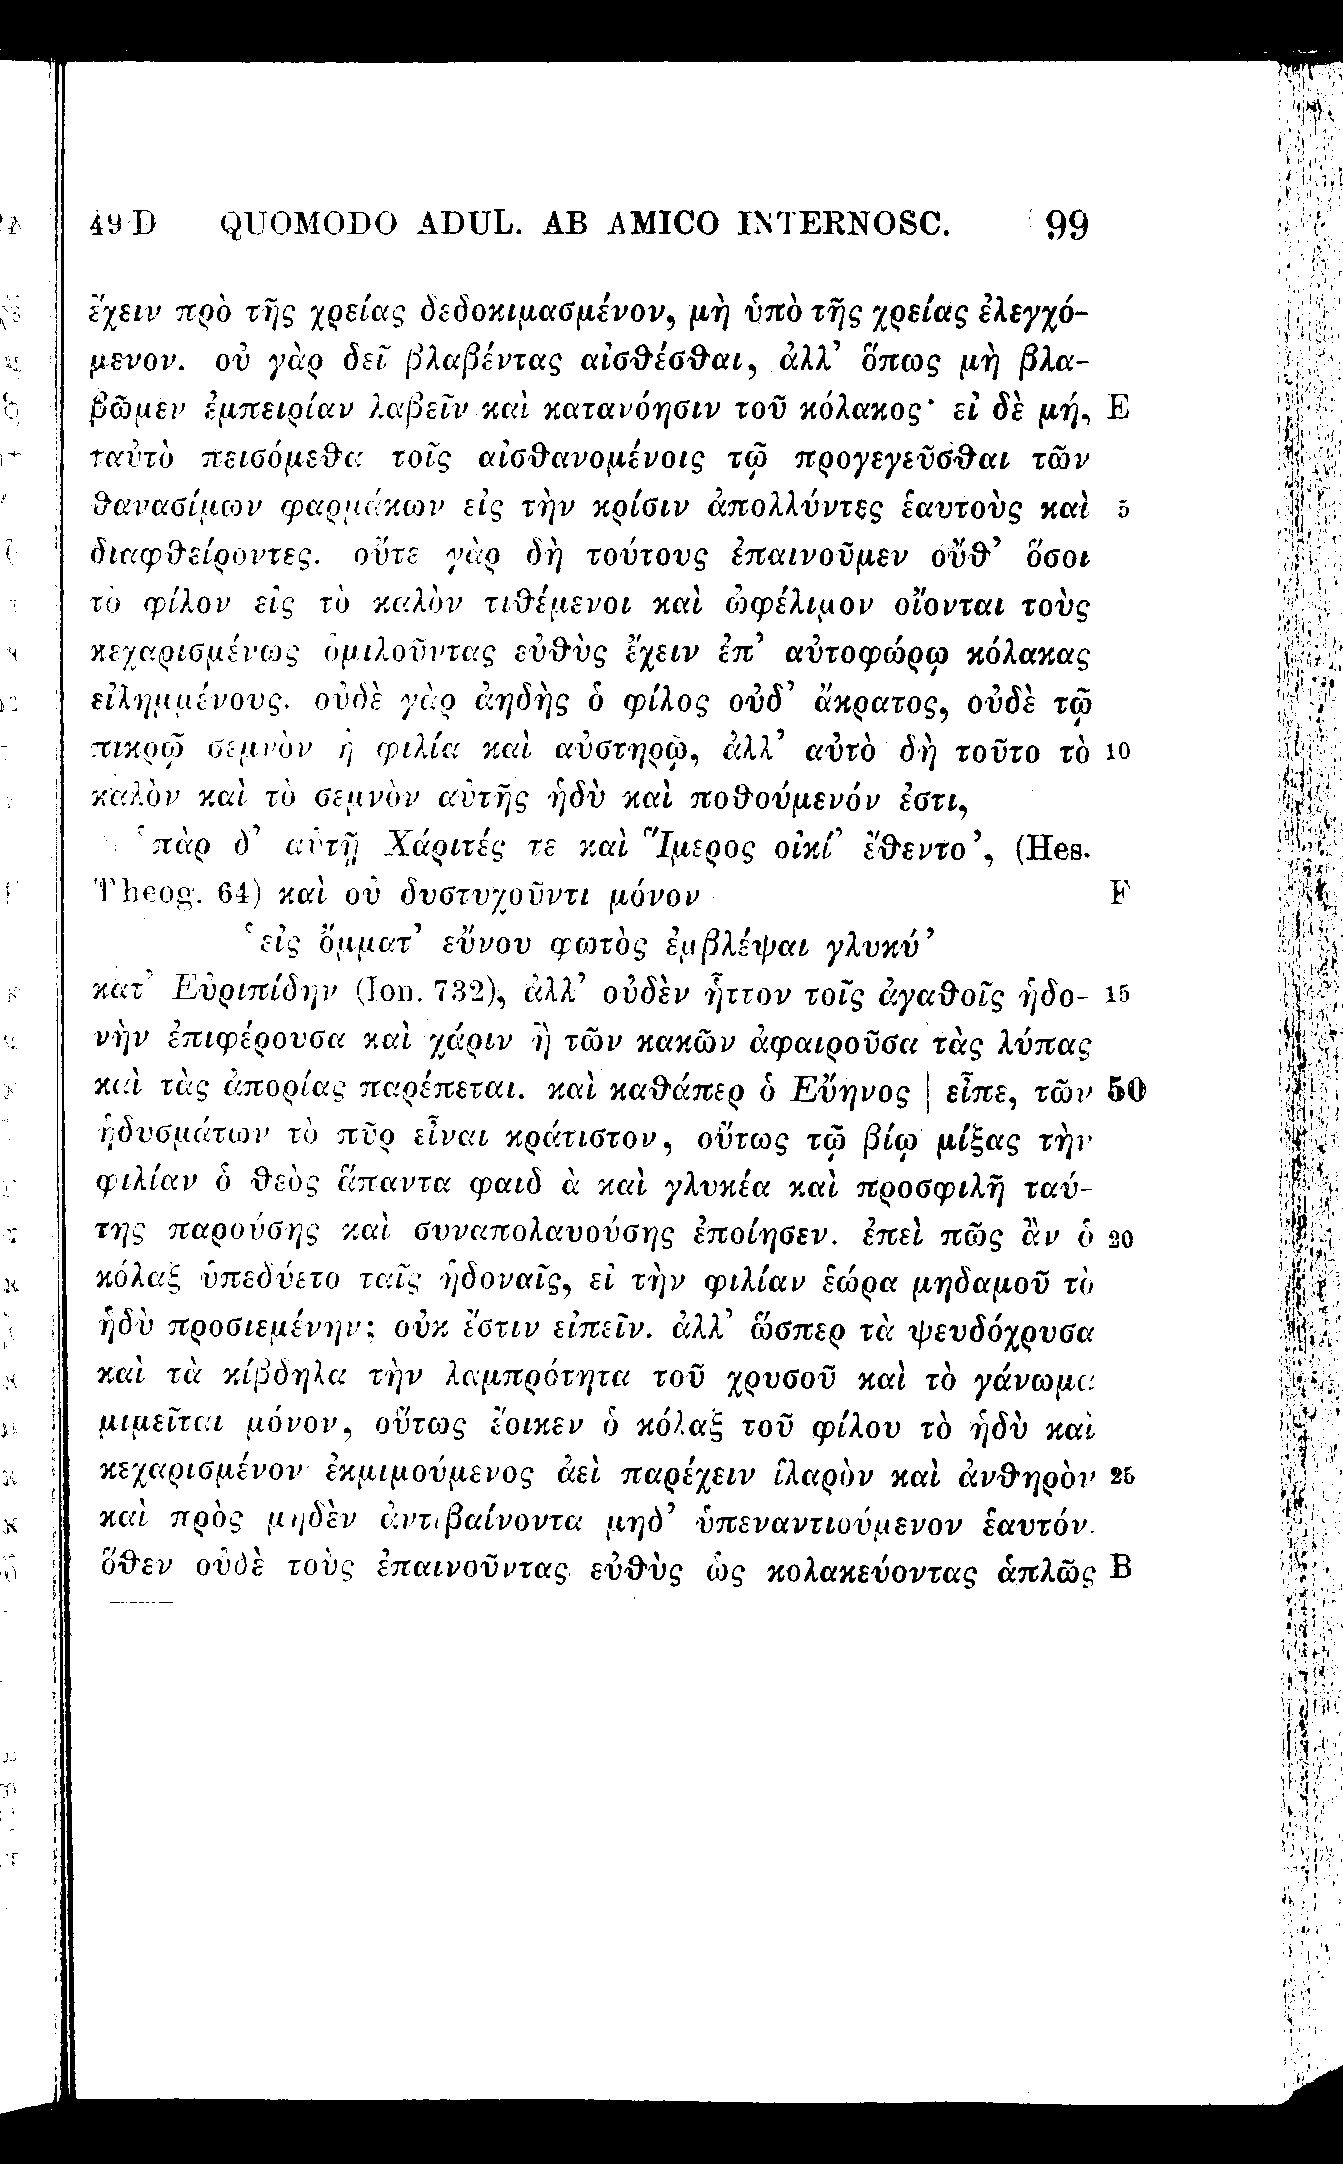 49 D QUOMODO ADUL. AB AMICO INTERNOSC. 99
ἔχειν πρὸ τῆς χρείας δεδοκιμασμένον, μὴ ὑπὸ τῆς χρείας ἐλεγχό-
μενον. οὐ γὰρ δεῖ βλαβέντας αἰσθέσθαι, ἀλλ’ ὅπως μὴ βλα-
βῶμεν ἐμπειρίαν λαβεῖν καὶ κατανόησιν τοῦ κόλακος· εἰ δὲ μή, E
ταὐτὸ πεισόμεθα τοῖς αἰσθανομένοις τῷ προγεγεῦσθαι τῶν
θανασίμων φαρμάκων εἰς τὴν κρίσιν ἀπολλύντες ἑαυτοὺς καὶ 5
διαφθείροντες. οὔτε γὰρ δὴ τούτους ἐπαινοῦμεν οὔθ’ ὅσοι
τὸ φίλον εἰς τὸ καλὸν τιθέμενοι καὶ ὠφέλιμον οἴονται τοὺς
κεχαρισμένως ὁμιλοῦντας εὐθὺς ἔχειν ἐπ’ αὐτοφώρῳ κόλακας
εἰλημμένους. οὐδὲ γὰρ ἀηδὴς ὁ φίλος οὐδ’ ἄκρατος, οὐδὲ τῷ
πικρῷ σεμνὸν ἡ φιλία καὶ αὐστηρῷ, ἀλλ’ αὐτὸ δὴ τοῦτο τὸ 10
καλὸν καὶ τὸ σεμνὸν αὐτῆς ἡδὺ καὶ ποθούμενόν ἐστι,
‘πὰρ δ’ αὐτῇ Χάριτές τε καὶ Ἵμερος οἰκί’ ἔθεντο’, (Hes.
Theog. 64) καὶ οὐ δυστυχοῦντι μόνον F
‘εἰς ὄμματ’ εὔνου φωτὸς ἐμβλέψαι γλυκύ’
κατ’ Εὐριπίδην (Ion. 732), ἀλλ’ οὐδὲν ἧττον τοῖς ἀγαθοῖς ἡδο- 15
νὴν ἐπιφέρουσα καὶ χάριν ἢ τῶν κακῶν ἀφαιροῦσα τὰς λύπας
καὶ τὰς ἀπορίας παρέπεται. καὶ καθάπερ ὁ Εὔηνος | εἶπε, τῶν 50
ἡδυσμάτων τὸ πῦρ εἶναι κράτιστον, οὕτως τῷ βίῳ μίξας τὴν
φιλίαν ὁ θεὸς ἅπαντα φαιδ ὰ καὶ γλυκέα καὶ προσφιλῆ ταύ-
της παρούσης καὶ συναπολαυούσης ἐποίησεν. ἐπεὶ πῶς ἂν ὁ 20
κόλαξ ὑπεδύετο ταῖς ἡδοναῖς, εἰ τὴν φιλίαν ἑώρα μηδαμοῦ τὸ
ἡδὺ προσιεμένην; οὐκ ἔστιν εἰπεῖν. ἀλλ’ ὥσπερ τὰ ψευδόχρυσα
καὶ τὰ κίβδηλα τὴν λαμπρότητα τοῦ χρυσοῦ καὶ τὸ γάνωμα
μιμεῖται μόνον, οὕτως ἔοικεν ὁ κόλαξ τοῦ φίλου τὸ ἡδὺ καὶ
κεχαρισμένον ἐκμιμούμενος ἀεὶ παρέχειν ἱλαρὸν καὶ ἀνθηρὸν 25
καὶ πρὸς μηδὲν ἀντιβαίνοντα μηδ’ ὑπεναντιούμενον ἑαυτόν.
ὅθεν οὐδὲ τοὺς ἐπαινοῦντας εὐθὺς ὡς κολακεύοντας ἁπλῶς B